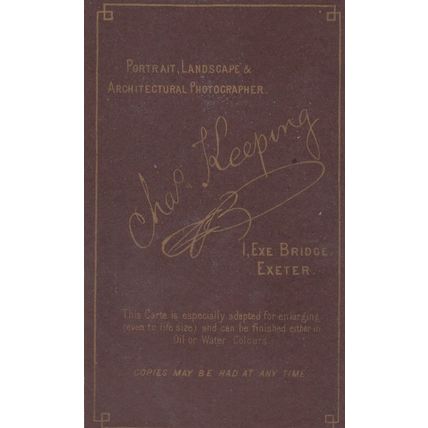 PORTRAIT, LANDSCAPE &
ARCHITECTURAL PHOTOGRAPHER.
Chas. Keeping
1, EXE BRIDGE,
EXETER.
This Carte is especially adapted for enlarging
(even to life size) and can be finished either in
Oil or Water Colours.
COPIES MAY BE HAD AT ANY TIME